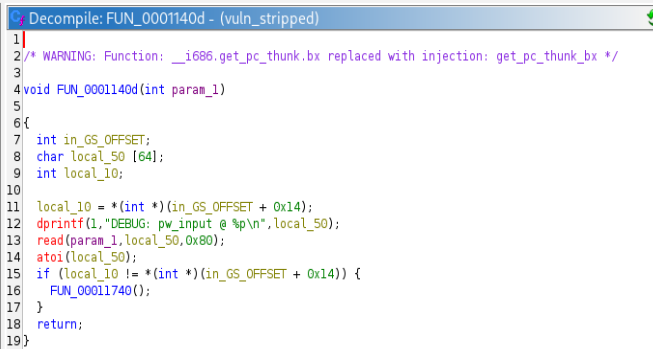 Decompile: FUN_0001140d - (vuln_stripped)
1
2 /* WARNING: Function: __i686.get_pc_thunk.bx replaced with injection: get_pc_thunk_bx */
3
4 void FUN_0001140d(int param_1)
5
6 {
7   int in_GS_OFFSET;
8   char local_50 [64];
9   int local_10;
10
11   local_10 = *(int *)(in_GS_OFFSET + 0x14);
12   dprintf(1,"DEBUG: pw_input @ %p\n",local_50);
13   read(param_1,local_50,0x80);
14   atoi(local_50);
15   if (local_10 != *(int *)(in_GS_OFFSET + 0x14)) {
16     FUN_00011740();
17   }
18   return;
19 }